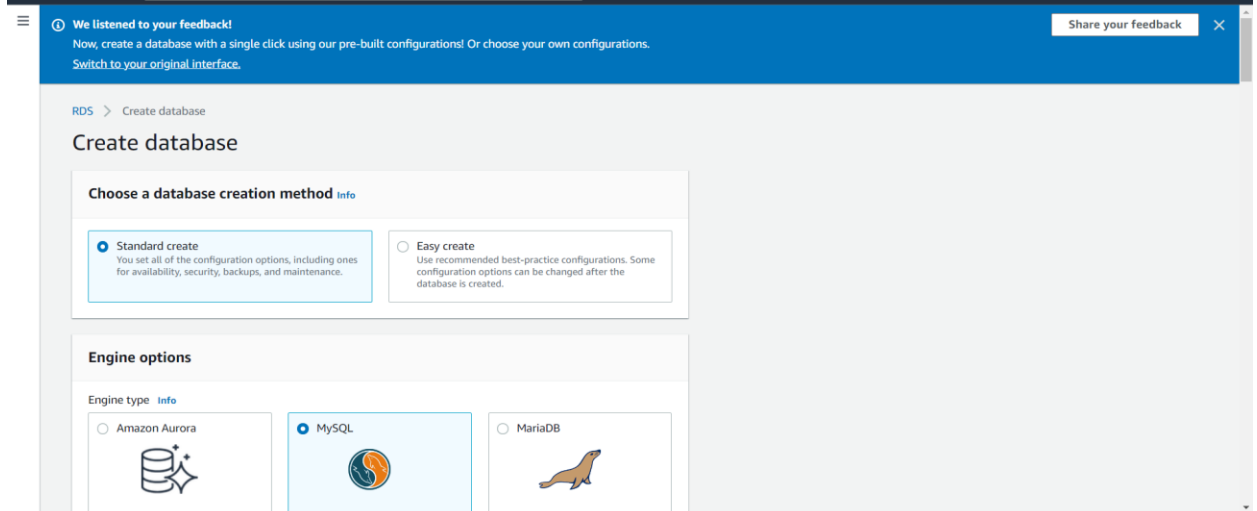 We listened to your feedback!
Now, create a database with a single click using our pre-built configurations! Or choose your own configurations.
Switch to your original interface.
Share your feedback
RDS > Create database
Create database
Choose a database creation method Info
Standard create
You set all of the configuration options, including ones
for availability, security, backups, and maintenance.
Easy create
Use recommended best-practice configurations. Some
configuration options can be changed after the
database is created.
Engine options
Engine type Info
Amazon Aurora
MySQL
MariaDB